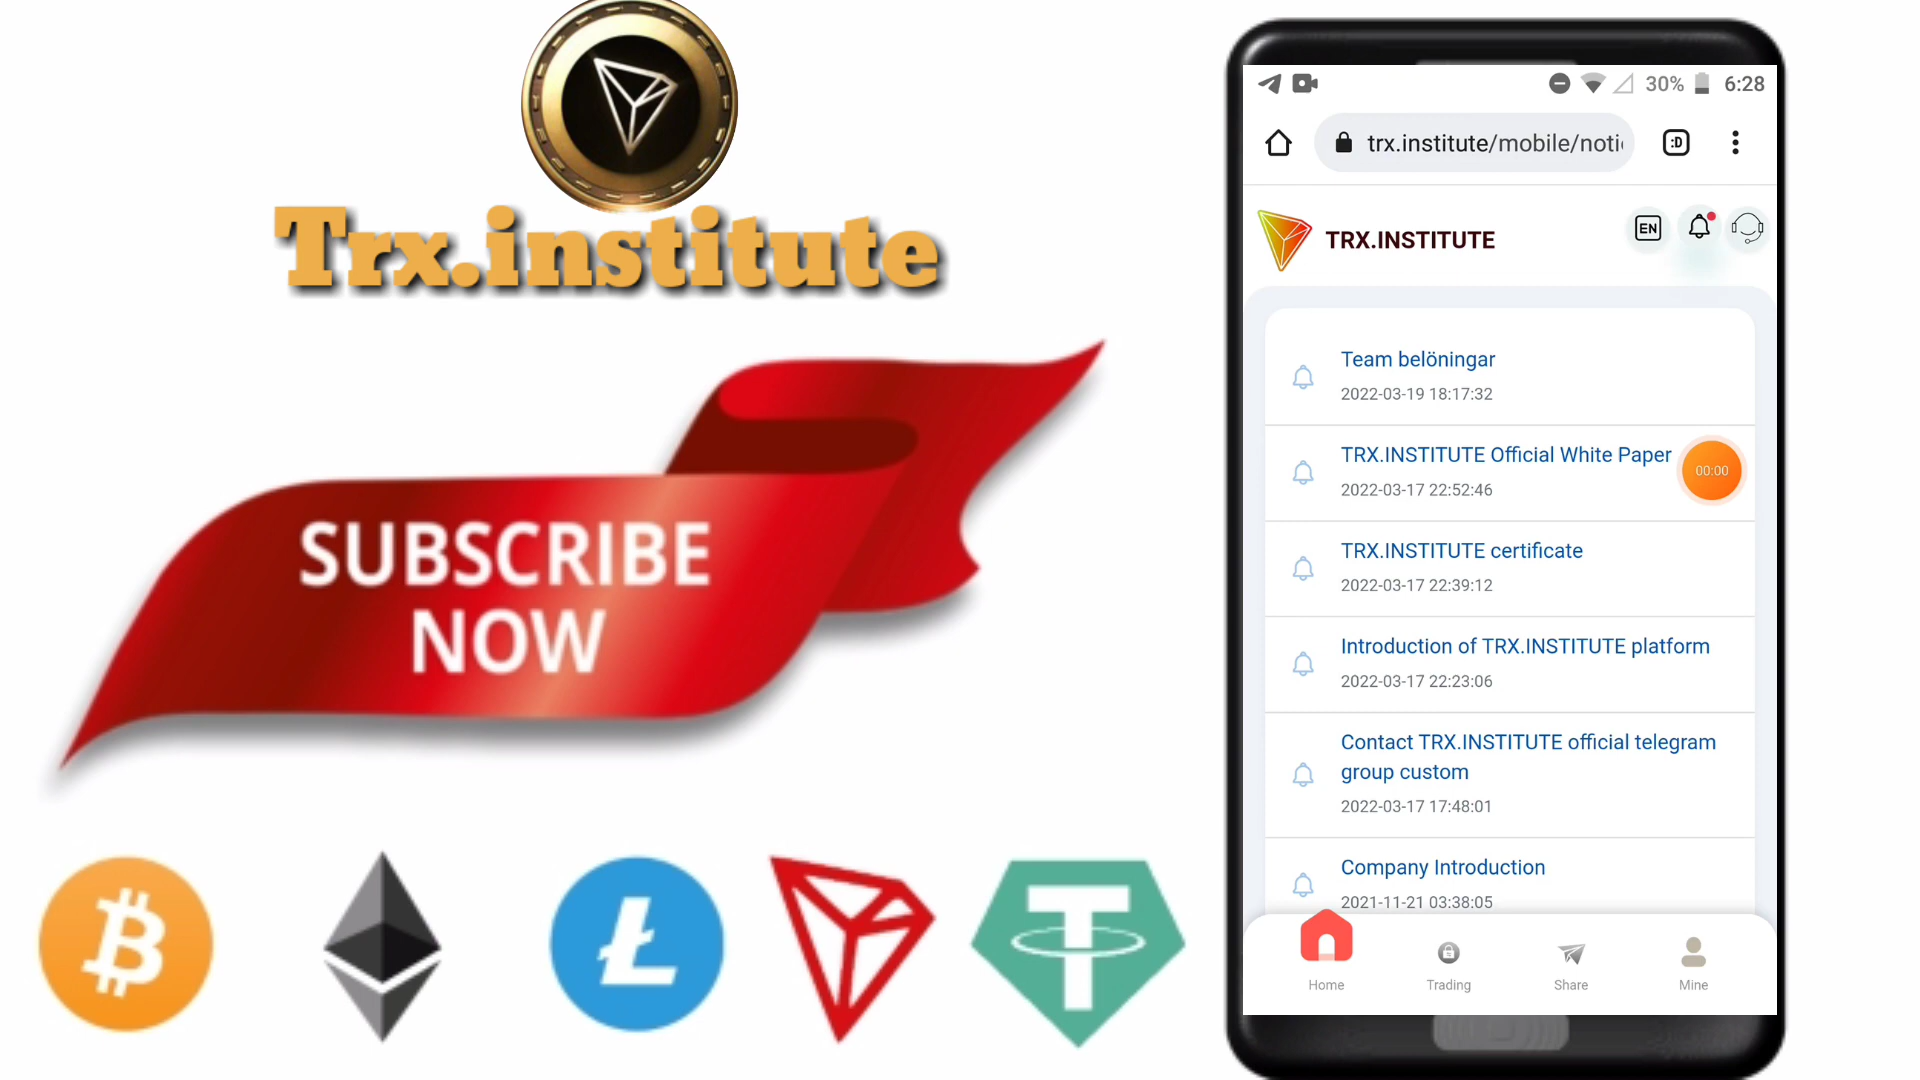 Trx.institute
SUBSCRIBE
NOW
30% 6:28
trx.institute/mobile/noti
:D
TRX.INSTITUTE
EN
Team belöningar
2022-03-19 18:17:32
TRX.INSTITUTE Official White Paper
2022-03-17 22:52:46
00:00
TRX.INSTITUTE certificate
2022-03-17 22:39:12
Introduction of TRX.INSTITUTE platform
2022-03-17 22:23:06
Contact TRX.INSTITUTE official telegram
group custom
2022-03-17 17:48:01
Company Introduction
2021-11-21 03:38:05
Home Trading Share Mine